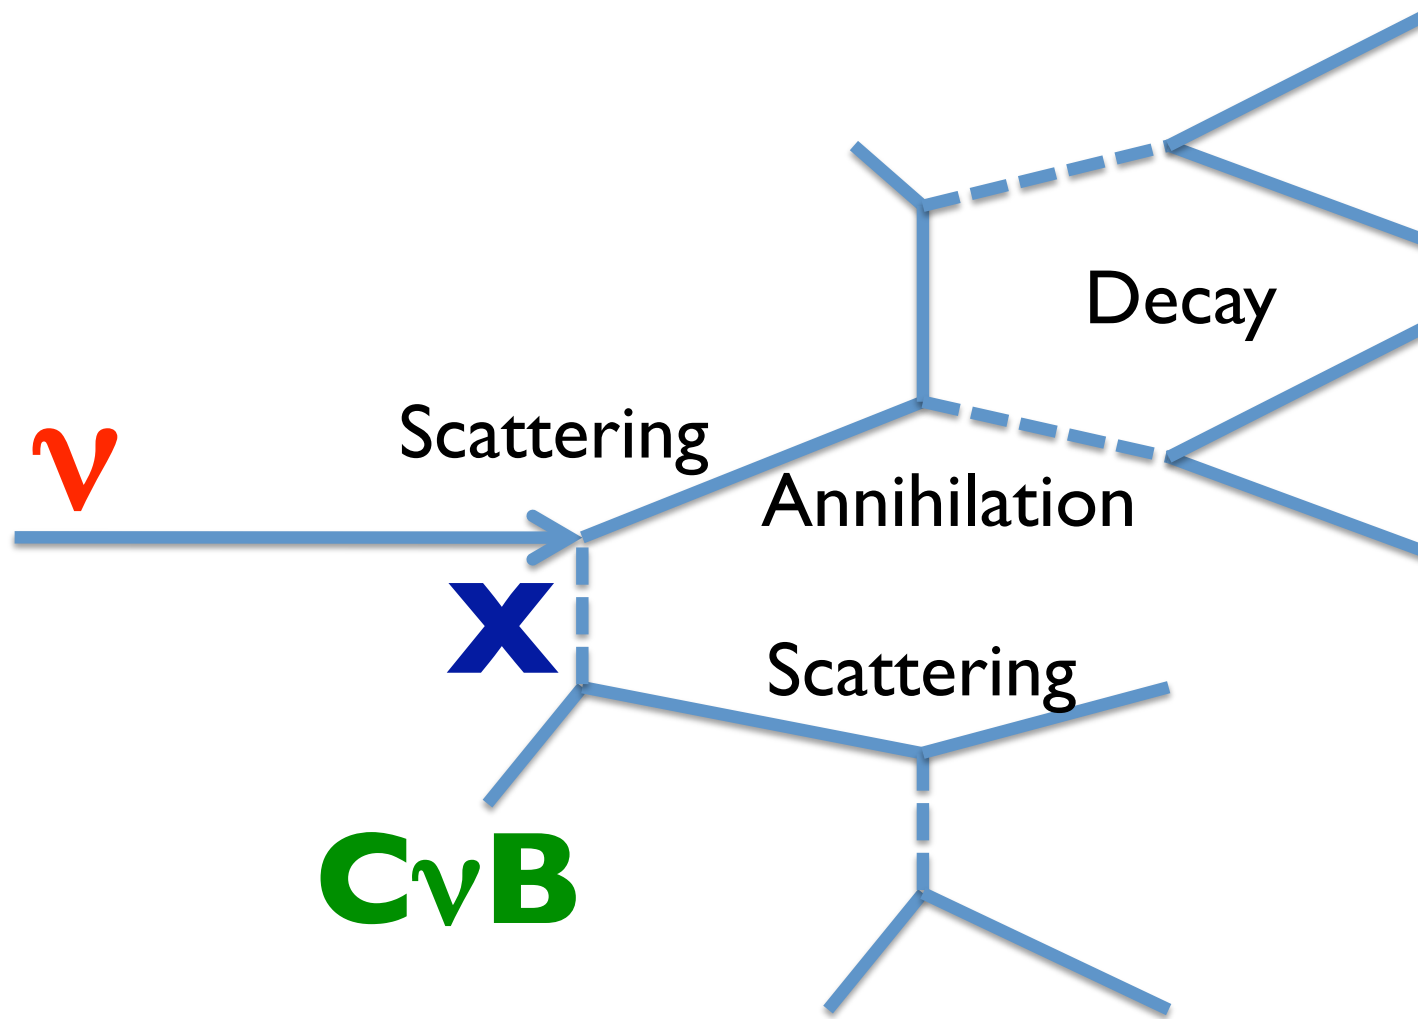 Decay
Scattering
ν
Annihilation
X
Scattering
CνB